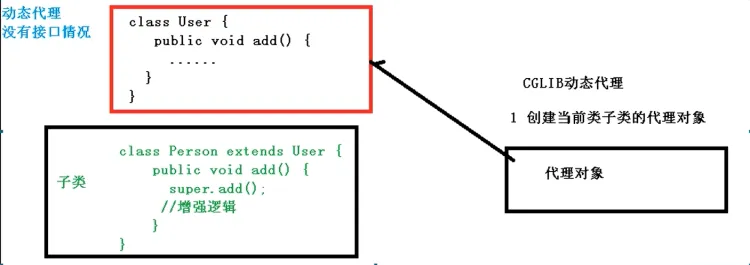 动态代理
没有接口情况
class User {
public void add() {
......
}
}
CGLIB动态代理
1 创建当前类子类的代理对象
代理对象
子类
class Person extends User {
public void add() {
super.add();
//增强逻辑
}
}